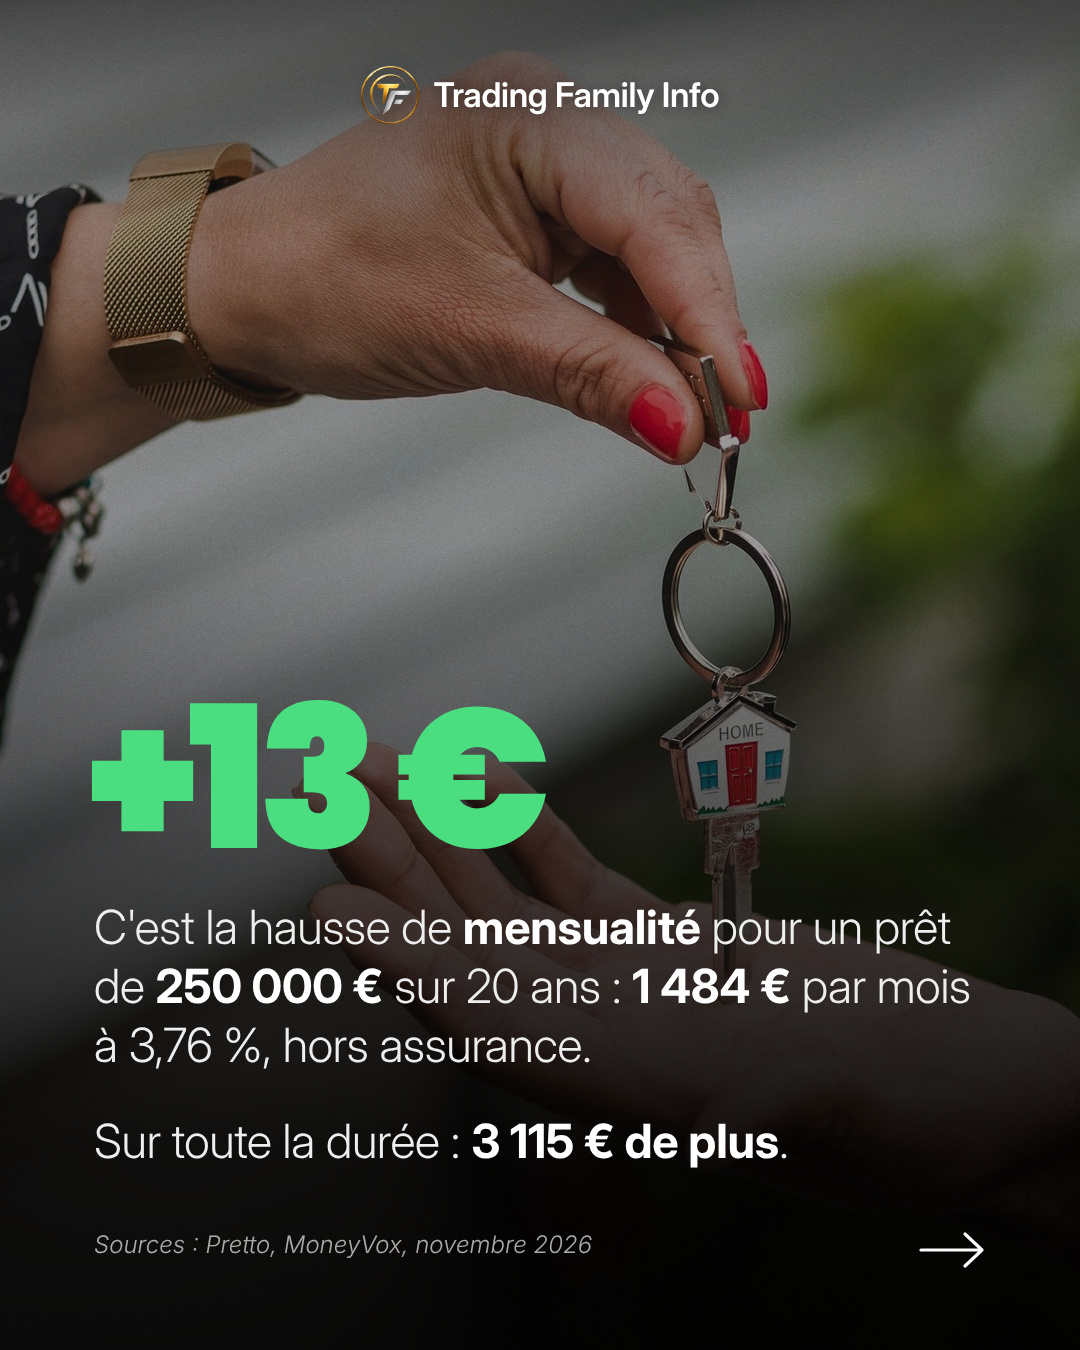 Trading Family Info
HOME
+13 €
C'est la hausse de mensualité pour un prêt
de 250 000 € sur 20 ans : 1 484 € par mois
à 3,76 %, hors assurance.
Sur toute la durée : 3 115 € de plus.
Sources : Pretto, MoneyVox, novembre 2026